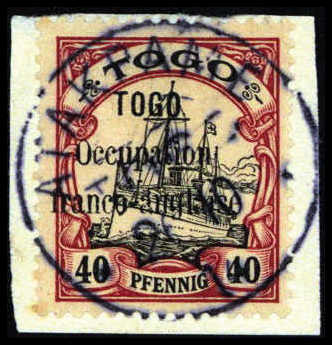 TOGO
TOGO
Occupation
franco-anglaise
40 PFENNIG 40